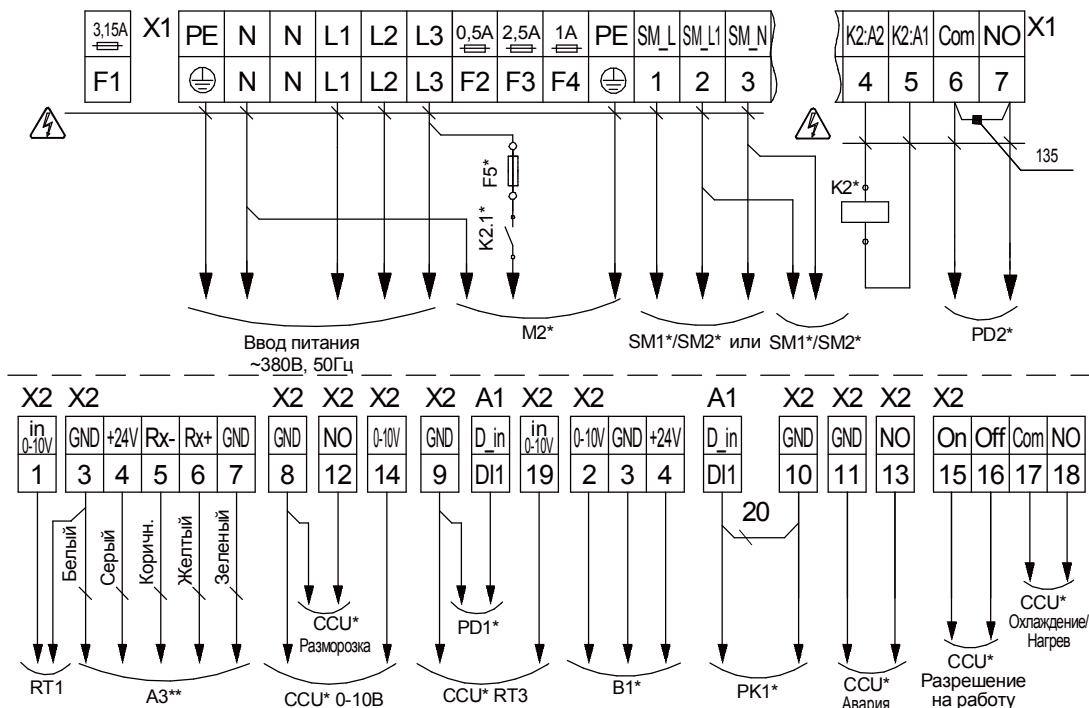 3,15A X1 PE N N L1 L2 L3 0,5A 2,5A 1A PE SM_L SM_L1 SM_N K2:A2 K2:A1 Com NO X1
F1 N N L1 L2 L3 F2 F3 F4 1 2 3 4 5 6 7
135
F5*
K2.1*
K2*
Ввод питания
~380В, 50Гц
M2*
SM1*/SM2* или SM1*/SM2*
PD2*
X2 X2 X2 X2 X2 X2 A1 X2 X2 A1 X2 X2 X2 X2
in 0-10V GND +24V Rx- Rx+ GND GND NO 0-10V GND D_in in 0-10V 0-10V GND +24V D_in GND GND NO On Off Com NO
1 3 4 5 6 7 8 12 14 9 DI1 19 2 3 4 DI1 10 11 13 15 16 17 18
20
Белый
Серый
Коричн.
Желтый
Зеленый
CCU*
Разморозка
PD1*
CCU*
Охлаждение/
Нагрев
RT1
A3**
CCU* 0-10В
CCU* RT3
B1*
PK1*
CCU*
Авария
CCU*
Разрешение
на работу